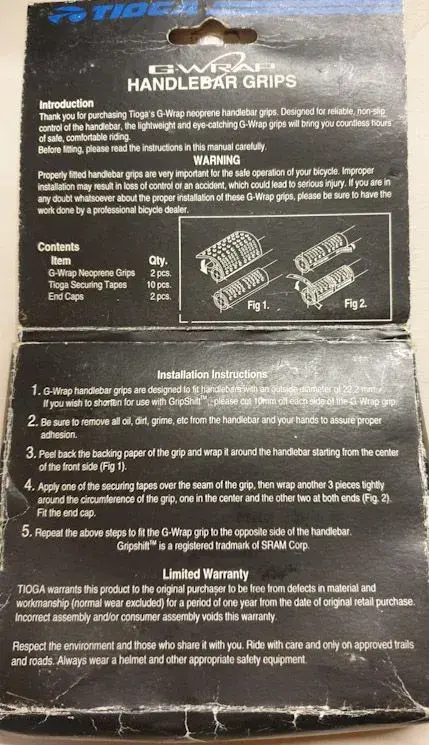 TIOGA
G-WRAP
HANDLEBAR GRIPS
Introduction
Thank you for purchasing Tioga's G-Wrap neoprene handlebar grips. Designed for reliable, non-slip
control of the handlebar, the lightweight and eye-catching G-Wrap grips will bring you countless hours
of safe, comfortable riding.
Before fitting, please read the instructions in this manual carefully.
WARNING
Properly fitted handlebar grips are very important for the safe operation of your bicycle. Improper
installation may result in loss of control or an accident, which could lead to serious injury. If you are in
any doubt whatsoever about the proper installation of these G-Wrap grips, please be sure to have the
work done by a professional bicycle dealer.
Contents
Item Qty.
G-Wrap Neoprene Grips 2 pcs.
Tioga Securing Tapes 10 pcs.
End Caps 2 pcs.
Fig 1. Fig 2.
Installation Instructions
1. G-Wrap handlebar grips are designed to fit handlebars with an outside diameter of 22.2 mm.
If you wish to shorten for use with GripShift™, please cut 10mm off each side of the G-Wrap grip.
2. Be sure to remove all oil, dirt, grime, etc from the handlebar and your hands to assure proper
adhesion.
3. Peel back the backing paper of the grip and wrap it around the handlebar starting from the center
of the front side (Fig 1).
4. Apply one of the securing tapes over the seam of the grip, then wrap another 3 pieces tightly
around the circumference of the grip, one in the center and the other two at both ends (Fig. 2).
Fit the end cap.
5. Repeat the above steps to fit the G-Wrap grip to the opposite side of the handlebar.
Gripshift™ is a registered tradmark of SRAM Corp.
Limited Warranty
TIOGA warrants this product to the original purchaser to be free from defects in material and
workmanship (normal wear excluded) for a period of one year from the date of original retail purchase.
Incorrect assembly and/or consumer assembly voids this warranty.
Respect the environment and those who share it with you. Ride with care and only on approved trails
and roads. Always wear a helmet and other appropriate safety equipment.